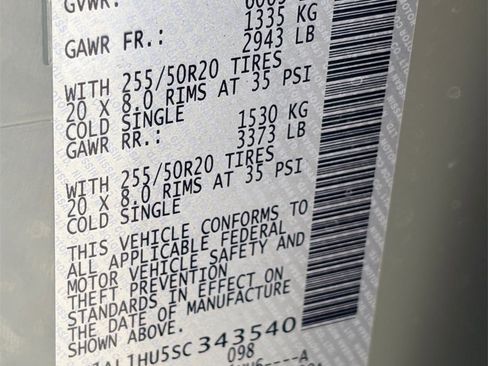 GVWR:
1335 KG
GAWR FR.: 2943 LB
WITH 255/50R20 TIRES
20 X 8.0 RIMS AT 35 PSI
COLD SINGLE 1530 KG
GAWR RR.: 3373 LB
WITH 255/50R20 TIRES
20 X 8.0 RIMS AT 35 PSI
COLD SINGLE
THIS VEHICLE CONFORMS TO
ALL APPLICABLE FEDERAL
MOTOR VEHICLE SAFETY AND
THEFT PREVENTION
STANDARDS IN EFFECT ON
THE DATE OF MANUFACTURE
SHOWN ABOVE.
AL1HU5SC343540
098